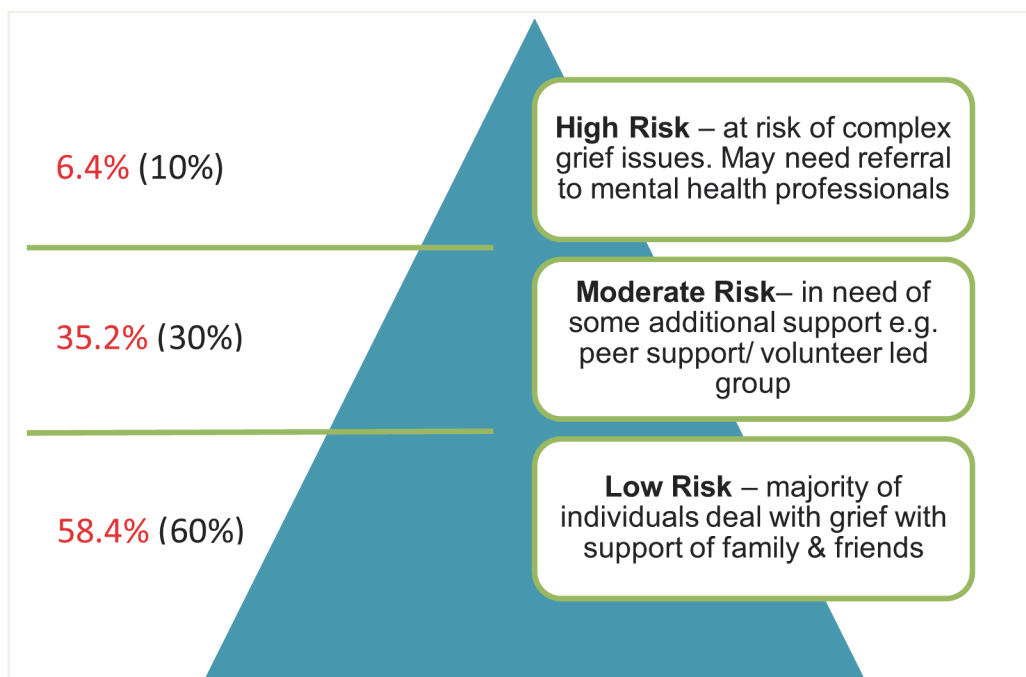 6.4% (10%)
High Risk – at risk of complex
grief issues. May need referral
to mental health professionals
35.2% (30%)
Moderate Risk– in need of
some additional support e.g.
peer support/ volunteer led
group
58.4% (60%)
Low Risk – majority of
individuals deal with grief with
support of family & friends